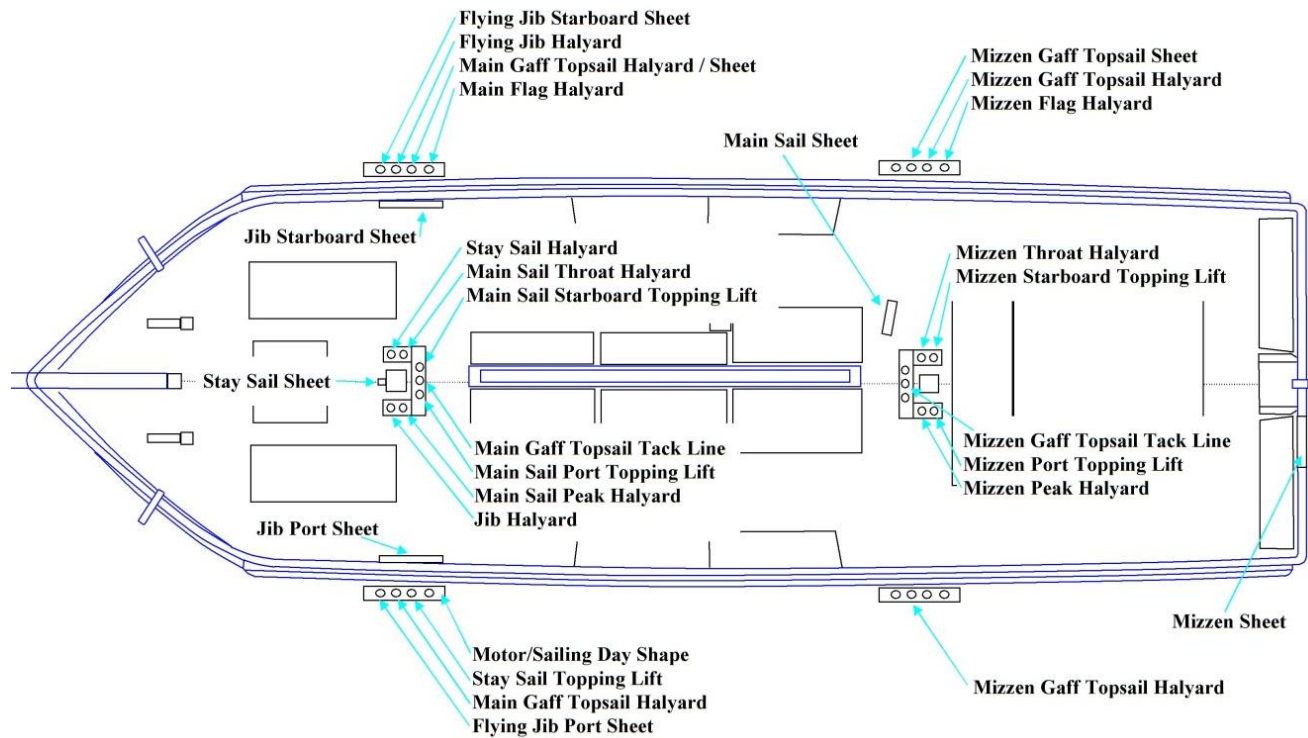 Flying Jib Starboard Sheet
Flying Jib Halyard
Main Gaff Topsail Halyard / Sheet
Main Flag Halyard
Mizzen Gaff Topsail Sheet
Mizzen Gaff Topsail Halyard
Mizzen Flag Halyard
Main Sail Sheet
Jib Starboard Sheet
Stay Sail Halyard
Main Sail Throat Halyard
Main Sail Starboard Topping Lift
Mizzen Throat Halyard
Mizzen Starboard Topping Lift
Stay Sail Sheet
Main Gaff Topsail Tack Line
Main Sail Port Topping Lift
Main Sail Peak Halyard
Jib Halyard
Mizzen Gaff Topsail Tack Line
Mizzen Port Topping Lift
Mizzen Peak Halyard
Jib Port Sheet
Mizzen Sheet
Motor/Sailing Day Shape
Stay Sail Topping Lift
Main Gaff Topsail Halyard
Flying Jib Port Sheet
Mizzen Gaff Topsail Halyard